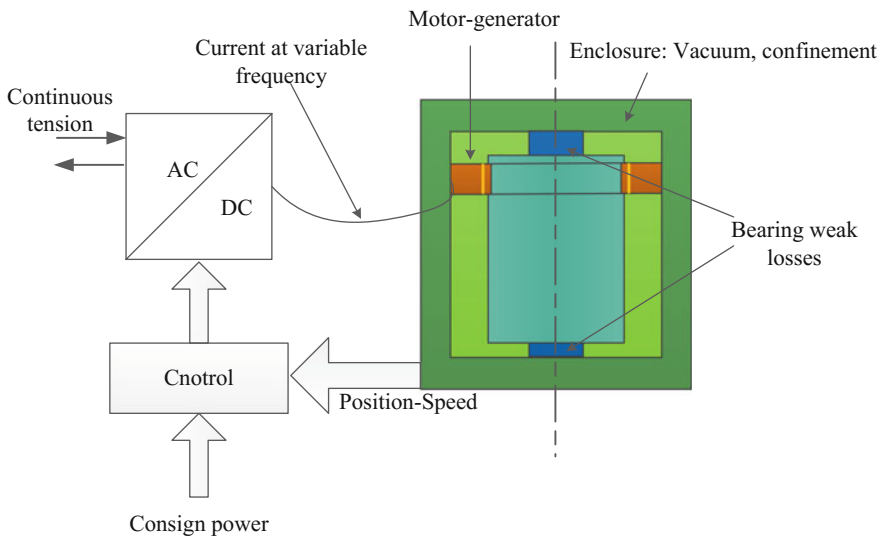 Motor-generator
Current at variable
frequency
Enclosure: Vacuum, confinement
Continuous
tension
AC
DC
Bearing weak
losses
Cnotrol
Position-Speed
Consign power